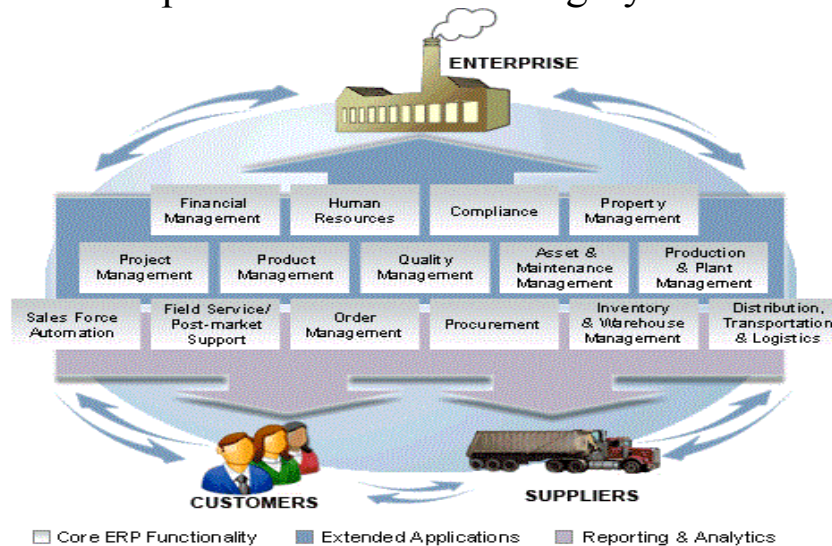 ENTERPRISE
Financial
Management
Human
Resources
Compliance
Property
Management
Project
Management
Product
Management
Quality
Management
Asset &
Maintenance
Management
Production
& Plant
Management
Sales Force
Automation
Field Service/
Post-market
Support
Order
Management
Procurement
Inventory
& Warehouse
Management
Distribution,
Transportation
& Logistics
CUSTOMERS
SUPPLIERS
Core ERP Functionality
Extended Applications
Reporting & Analytics